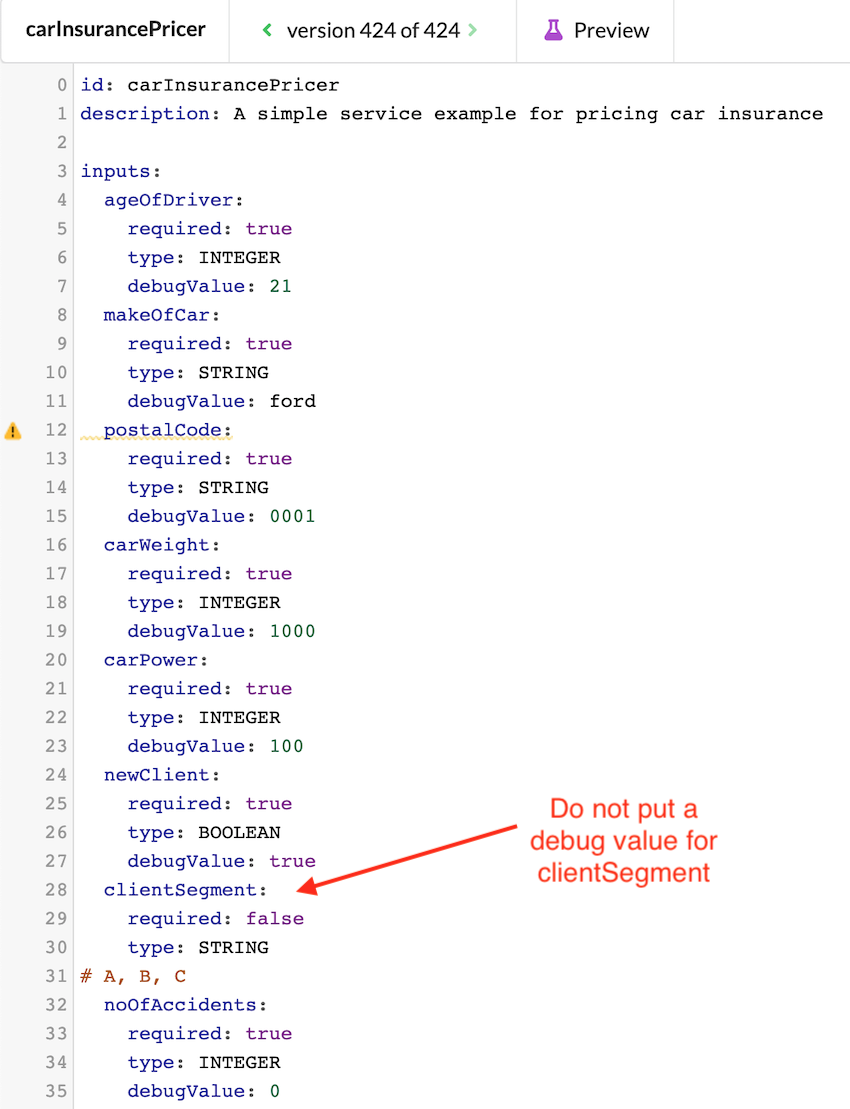 carInsurancePricer
version 424 of 424
Preview
0 id: carInsurancePricer
1 description: A simple service example for pricing car insurance
2
3 inputs:
4   ageOfDriver:
5     required: true
6     type: INTEGER
7     debugValue: 21
8   makeOfCar:
9     required: true
10     type: STRING
11     debugValue: ford
12   postalCode:
13     required: true
14     type: STRING
15     debugValue: 0001
16   carWeight:
17     required: true
18     type: INTEGER
19     debugValue: 1000
20   carPower:
21     required: true
22     type: INTEGER
23     debugValue: 100
24   newClient:
25     required: true
26     type: BOOLEAN
27     debugValue: true
28   clientSegment:
29     required: false
30     type: STRING
31 # A, B, C
32   noOfAccidents:
33     required: true
34     type: INTEGER
35     debugValue: 0
Do not put a
debug value for
clientSegment